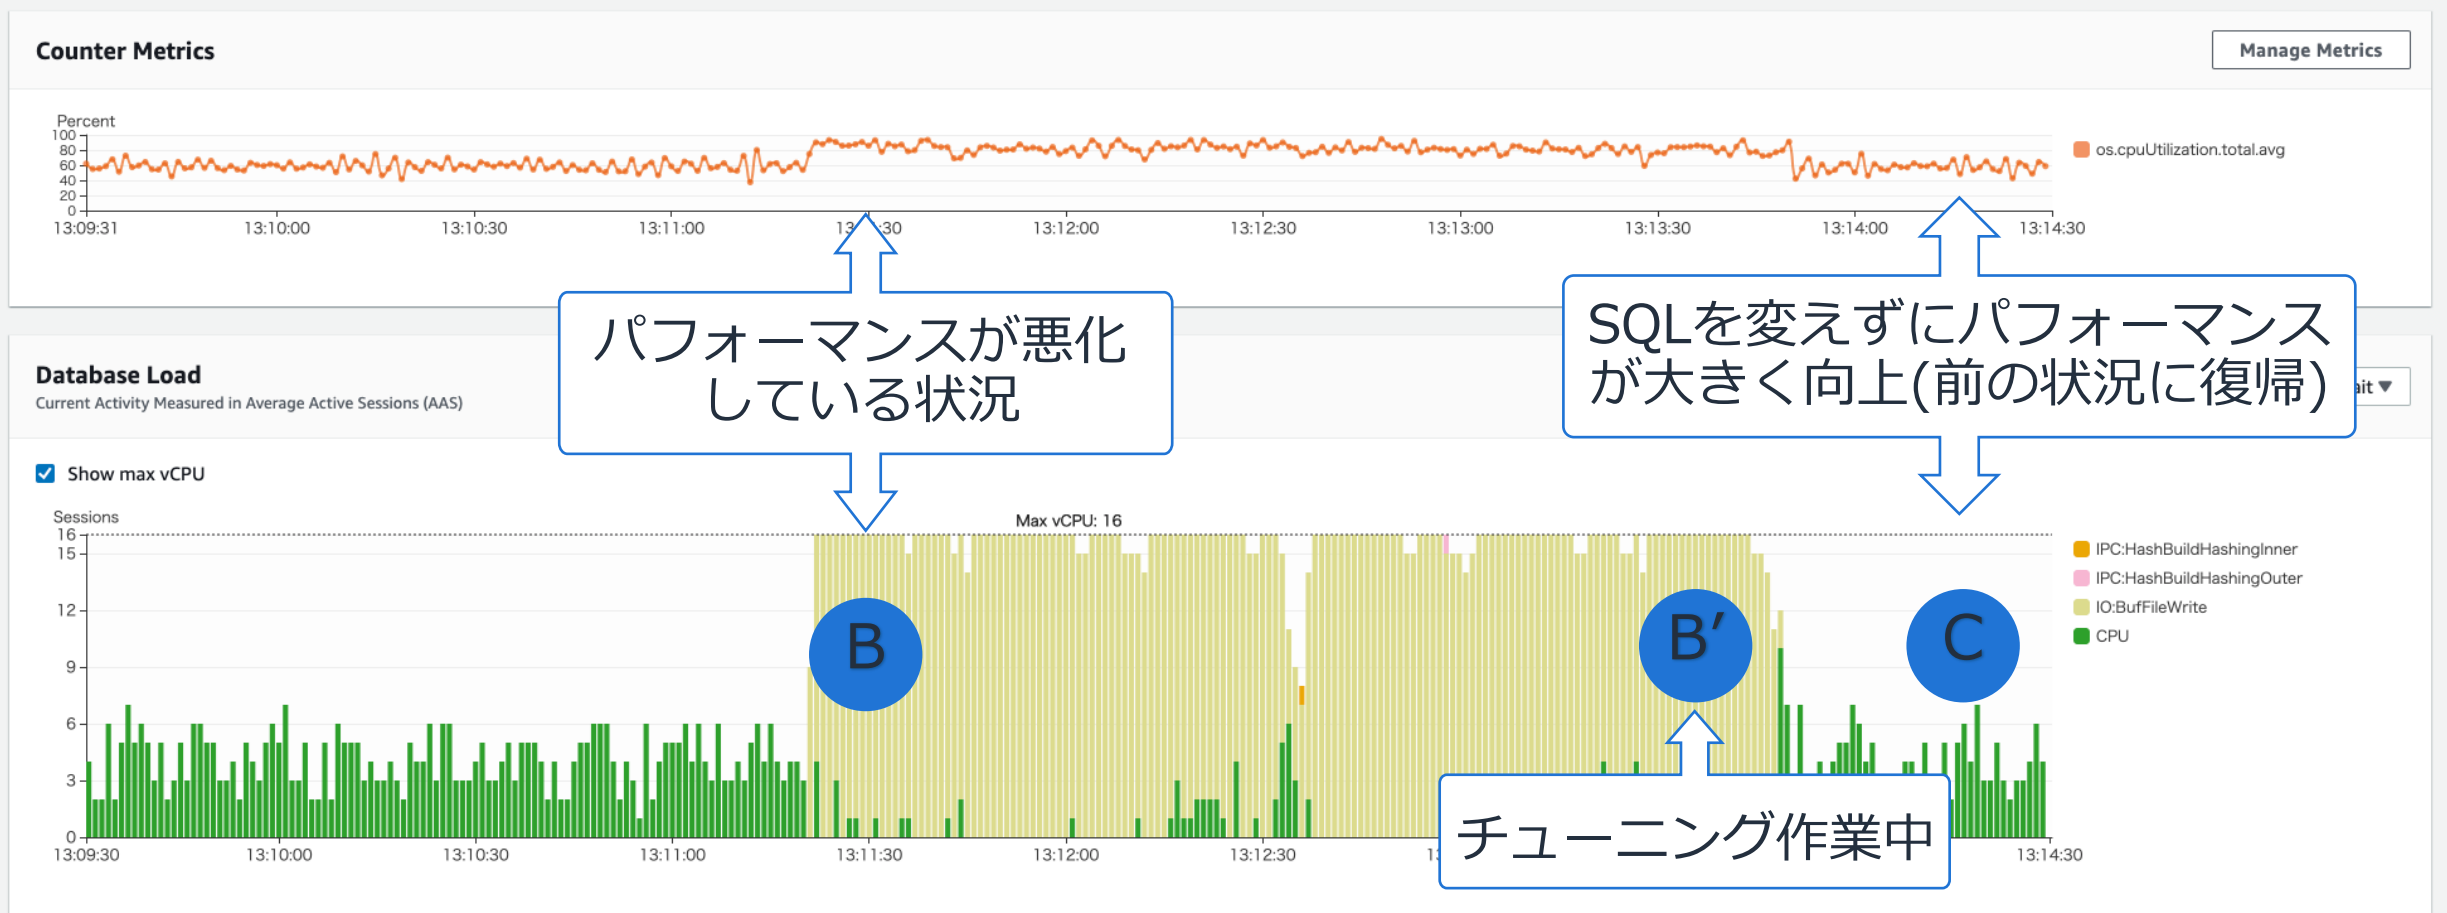 Counter Metrics
Manage Metrics
Percent
100
80
60
40
20
0
13:09:31
13:10:00
13:10:30
13:11:00
13:12:00
13:12:30
13:13:00
13:13:30
13:14:00
13:14:30
os.cpuUtilization.total.avg
パフォーマンスが悪化
している状況
SQLを変えずにパフォーマンス
が大きく向上(前の状況に復帰)
Database Load
Current Activity Measured in Average Active Sessions (AAS)
Show max vCPU
Sessions
Max vCPU: 16
16
15
12
9
6
3
0
B
B′
C
IPC:HashBuildHashingInner
IPC:HashBuildHashingOuter
IO:BufFileWrite
CPU
チューニング作業中
13:09:30
13:10:00
13:10:30
13:11:00
13:11:30
13:12:00
13:12:30
13:14:30